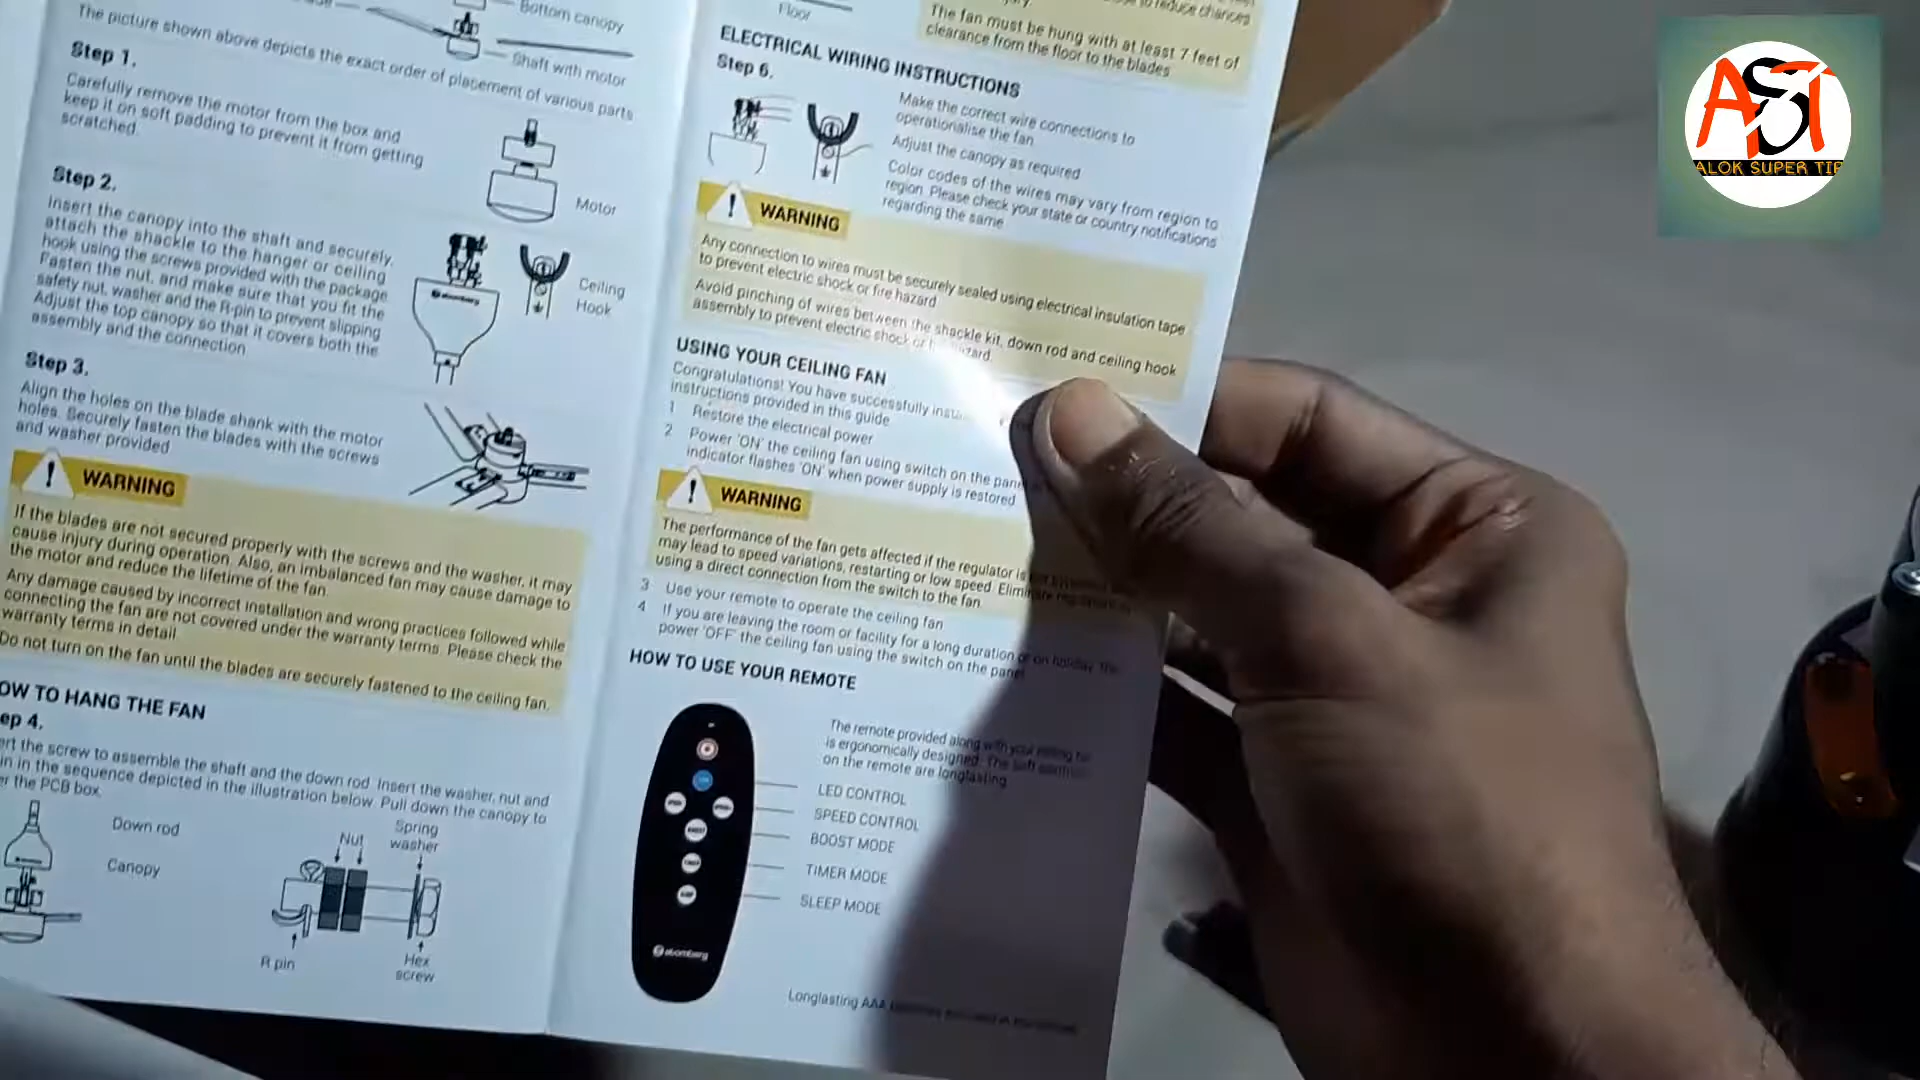 Bottom canopy
Shaft with motor
The picture shown above depicts the exact order of placement of various parts
Step 1.
Carefully remove the motor from the box and
keep it on soft padding to prevent it from getting
scratched.
Motor
Step 2.
Insert the canopy into the shaft and securely
attach the shackle to the hanger or ceiling
hook using the screws provided with the package
Fasten the nut, and make sure that you fit the
safety nut, washer and the R-pin to prevent slipping
Adjust the top canopy so that it covers both the
assembly and the connection
atomberg
Ceiling
Hook
Step 3.
Align the holes on the blade shank with the motor
holes. Securely fasten the blades with the screws
and washer provided
WARNING
If the blades are not secured properly with the screws and the washer, it may
cause injury during operation. Also, an imbalanced fan may cause damage to
the motor and reduce the lifetime of the fan.
Any damage caused by incorrect installation and wrong practices followed while
connecting the fan are not covered under the warranty terms. Please check the
warranty terms in detail
Do not turn on the fan until the blades are securely fastened to the ceiling fan.
OW TO HANG THE FAN
ep 4.
ert the screw to assemble the shaft and the down rod. Insert the washer, nut and
in in the sequence depicted in the illustration below. Pull down the canopy to
er the PCB box.
Down rod
Canopy
Nut
Spring
washer
R pin
Hex
screw
Floor
to reduce chances
The fan must be hung with at least 7 feet of
clearance from the floor to the blades
ELECTRICAL WIRING INSTRUCTIONS
Step 6.
Make the correct wire connections to
operationalise the fan
Adjust the canopy as required
Color codes of the wires may vary from region to
region. Please check your state or country notifications
regarding the same
WARNING
Any connection to wires must be securely sealed using electrical insulation tape
to prevent electric shock or fire hazard
Avoid pinching of wires between the shackle kit, down rod and ceiling hook
assembly to prevent electric shock or hazard.
USING YOUR CEILING FAN
Congratulations! You have successfully
instructions provided in this guide
1 Restore the electrical power
2 Power 'ON' the ceiling fan using switch on the
indicator flashes 'ON' when power supply is restored
WARNING
The performance of the fan gets affected if the regulator is
may lead to speed variations, restarting or low speed.
using a direct connection from the switch to the fan
3 Use your remote to operate the ceiling fan
4 If you are leaving the room or facility for a long duration or on holiday
power 'OFF' the ceiling fan using the switch on the panel
HOW TO USE YOUR REMOTE
The remote provided along with your ceiling
is ergonomically designed. The soft
on the remote are longlasting
LED CONTROL
SPEED CONTROL
BOOST MODE
TIMER MODE
SLEEP MODE
atomberg
Longlasting AAA
AST
ALOK SUPER TIP